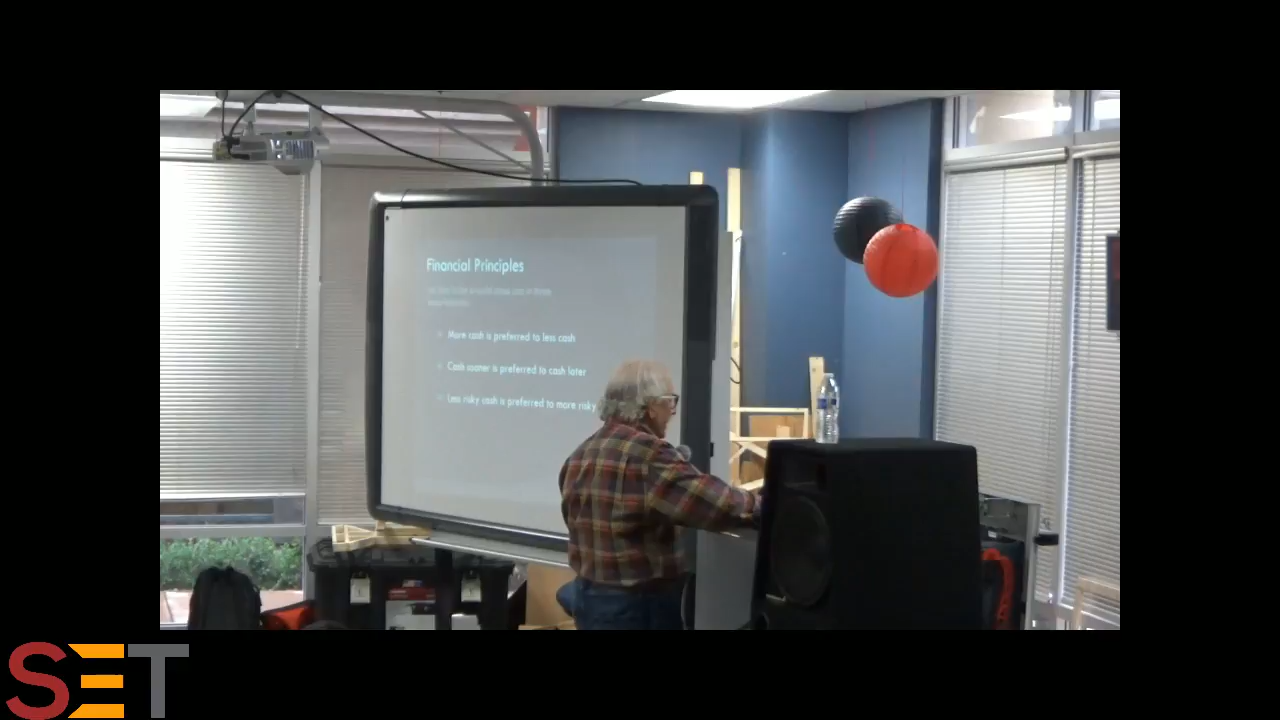 Financial Principles
More cash is preferred to less cash
Cash sooner is preferred to cash later
Less risky cash is preferred to more risky
SET